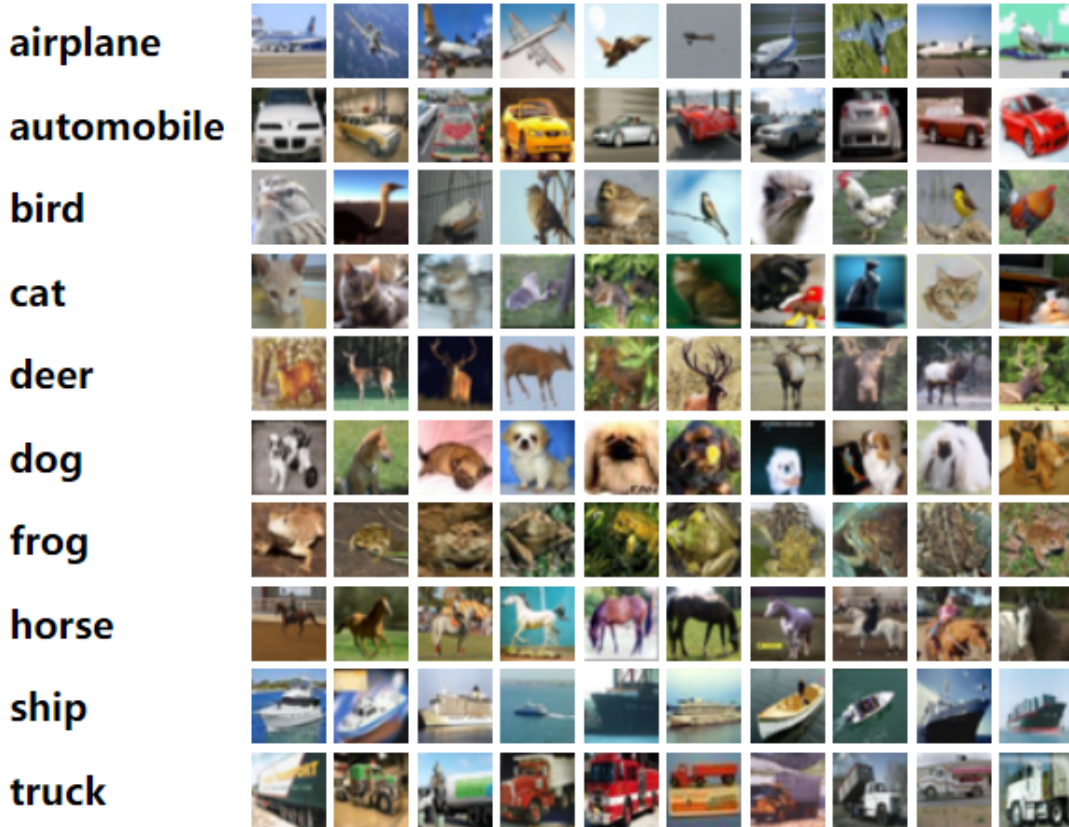 airplane
automobile
bird
cat
deer
dog
frog
horse
ship
truck